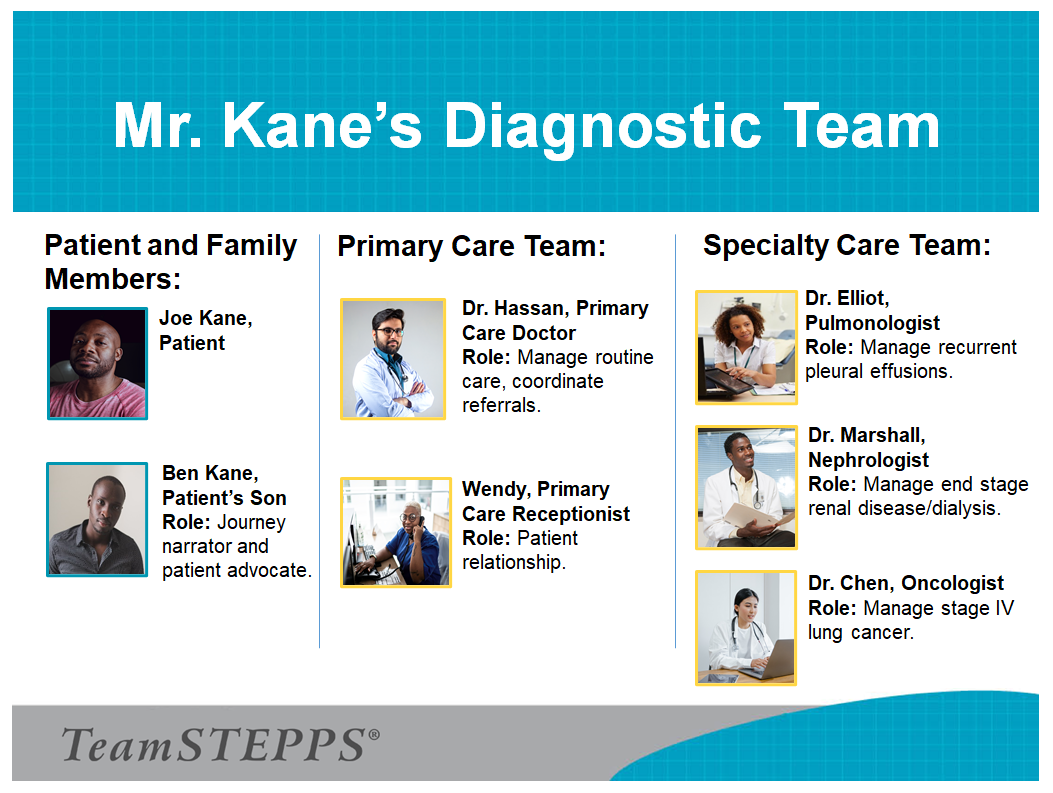 Mr. Kane’s Diagnostic Team
Patient and Family
Members:
Joe Kane,
Patient
Ben Kane,
Patient’s Son
Role: Journey
narrator and
patient advocate.
Primary Care Team:
Dr. Hassan, Primary
Care Doctor
Role: Manage routine
care, coordinate
referrals.
Wendy, Primary
Care Receptionist
Role: Patient
relationship.
Specialty Care Team:
Dr. Elliot,
Pulmonologist
Role: Manage recurrent
pleural effusions.
Dr. Marshall,
Nephrologist
Role: Manage end stage
renal disease/dialysis.
Dr. Chen, Oncologist
Role: Manage stage IV
lung cancer.
TeamSTEPPS®